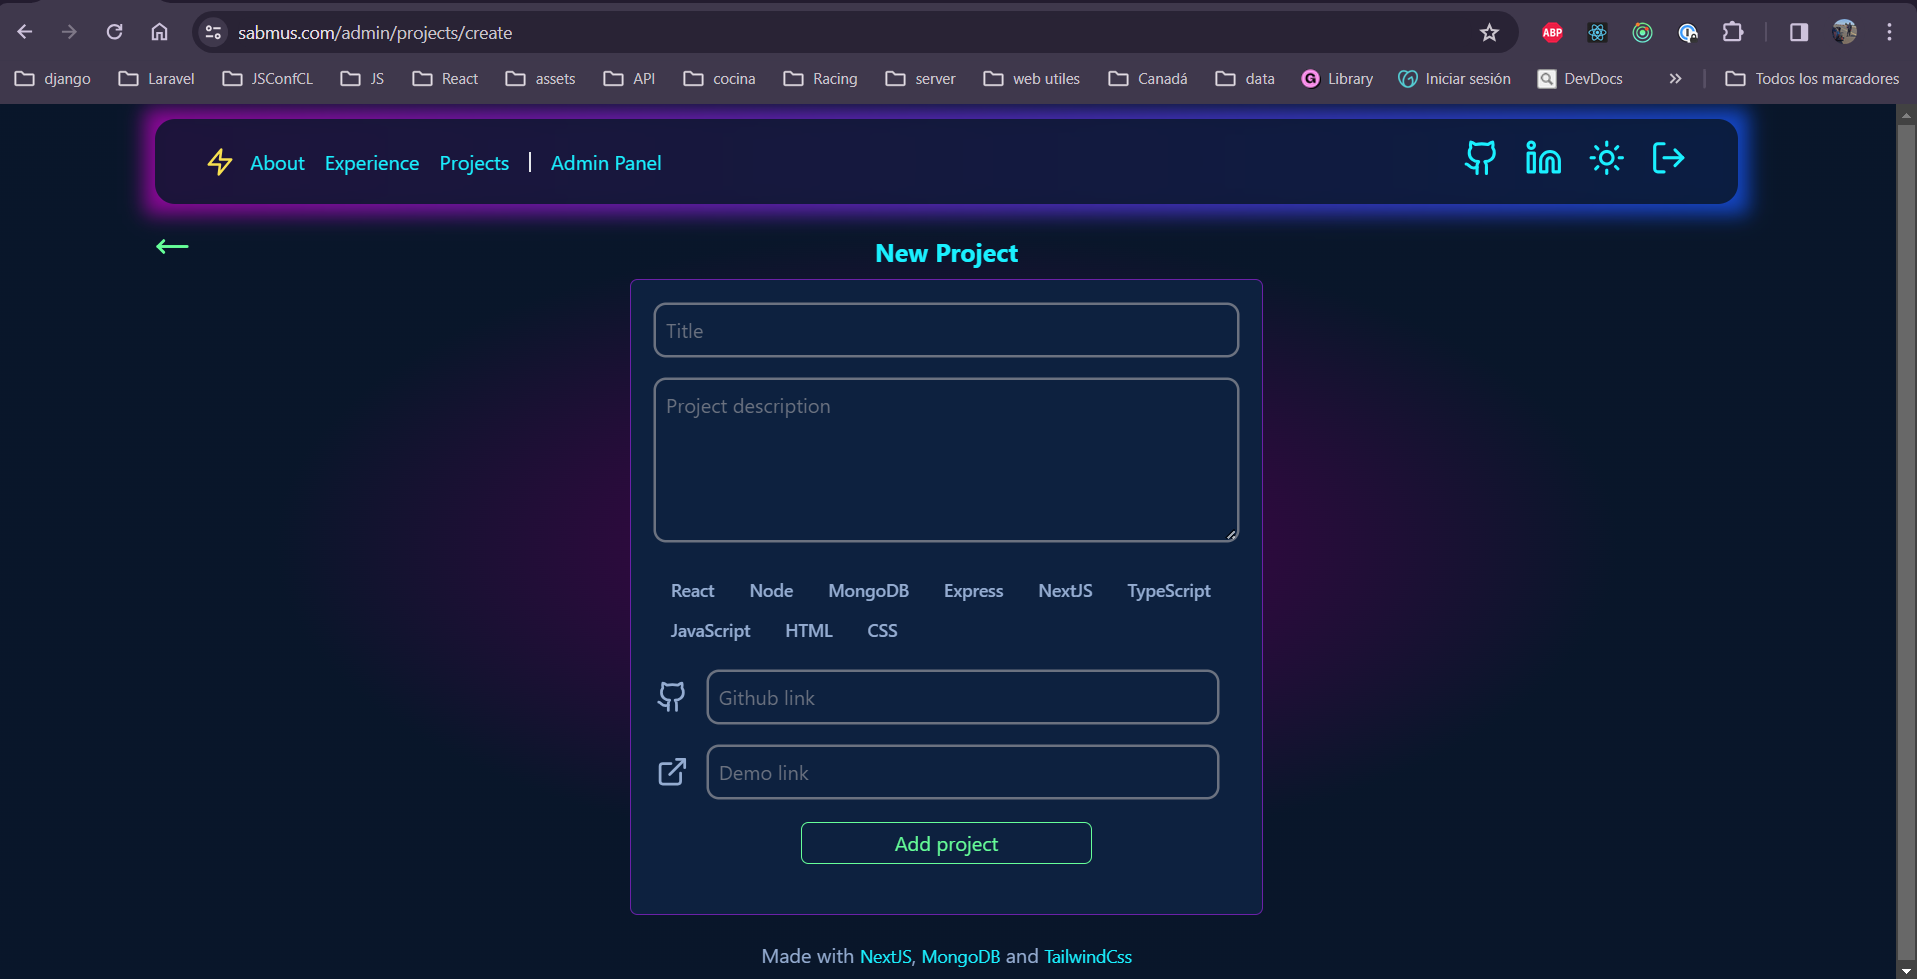 sabmus.com/admin/projects/create
ABP
django Laravel JSConfCL JS React assets API cocina Racing server web utiles Canadá data G Library Iniciar sesión DevDocs » Todos los marcadores
About Experience Projects | Admin Panel
New Project
Title
Project description
React Node MongoDB Express NextJS TypeScript
JavaScript HTML CSS
Github link
Demo link
Add project
Made with NextJS, MongoDB and TailwindCss